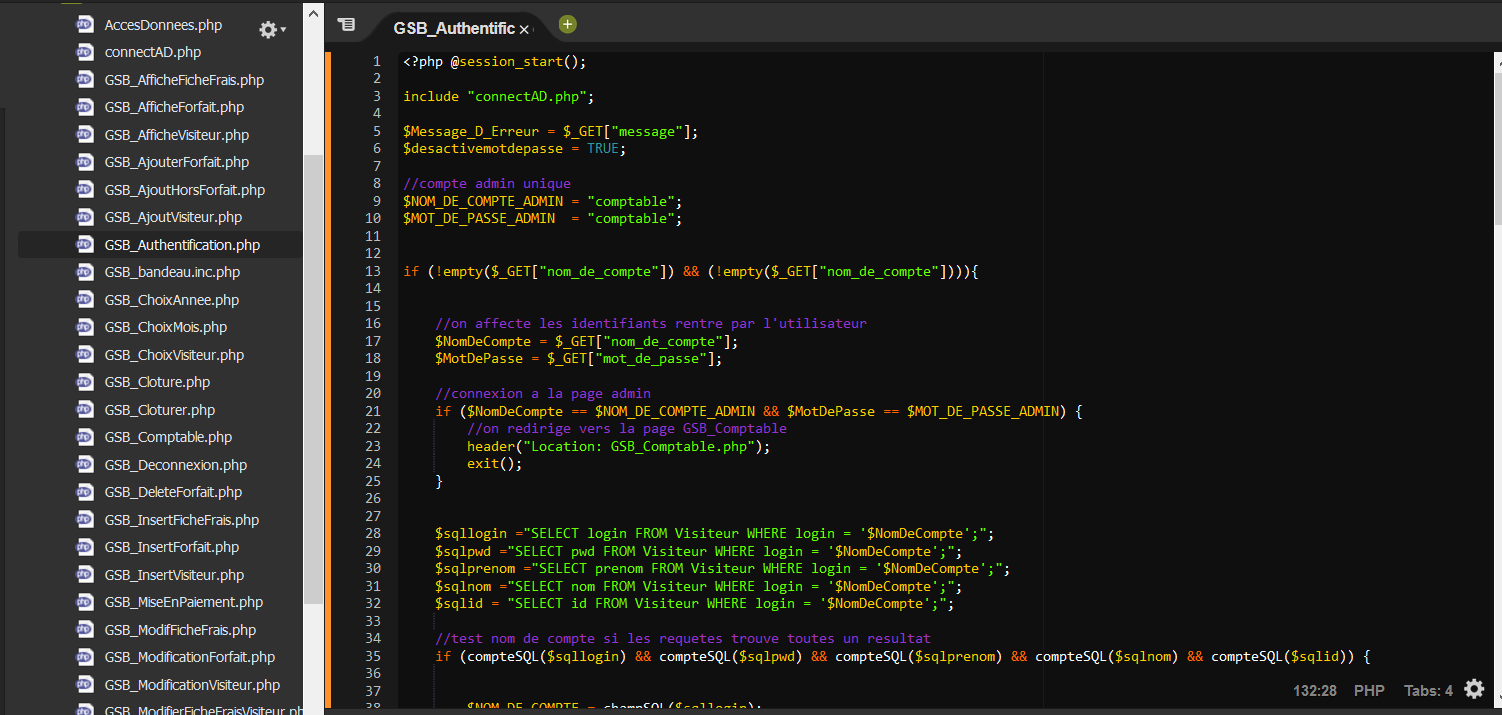 AccesDonnees.php
connectAD.php
GSB_AfficheFicheFrais.php
GSB_AfficheForfait.php
GSB_AfficheVisiteur.php
GSB_AjouterForfait.php
GSB_AjoutHorsForfait.php
GSB_AjoutVisiteur.php
GSB_Authentification.php
GSB_bandeau.inc.php
GSB_ChoixAnnee.php
GSB_ChoixMois.php
GSB_ChoixVisiteur.php
GSB_Cloture.php
GSB_Cloturer.php
GSB_Comptable.php
GSB_Deconnexion.php
GSB_DeleteForfait.php
GSB_InsertFicheFrais.php
GSB_InsertForfait.php
GSB_InsertVisiteur.php
GSB_MiseEnPaiement.php
GSB_ModifFicheFrais.php
GSB_ModificationForfait.php
GSB_ModificationVisiteur.php
GSB_ModifierFicheFraisVisiteur.ph
GSB_Authentific ×
1 <?php @session_start();
2
3 include "connectAD.php";
4
5 $Message_D_Erreur = $_GET["message"];
6 $desactivemotdepasse = TRUE;
7
8 //compte admin unique
9 $NOM_DE_COMPTE_ADMIN = "comptable";
10 $MOT_DE_PASSE_ADMIN  = "comptable";
11
12
13 if (!empty($_GET["nom_de_compte"]) && (!empty($_GET["nom_de_compte"]))){
14
15
16     //on affecte les identifiants rentre par l'utilisateur
17     $NomDeCompte = $_GET["nom_de_compte"];
18     $MotDePasse = $_GET["mot_de_passe"];
19
20     //connexion a la page admin
21     if ($NomDeCompte == $NOM_DE_COMPTE_ADMIN && $MotDePasse == $MOT_DE_PASSE_ADMIN) {
22         //on redirige vers la page GSB_Comptable
23         header("Location: GSB_Comptable.php");
24         exit();
25     }
26
27
28     $sqllogin ="SELECT login FROM Visiteur WHERE login = '$NomDeCompte';";
29     $sqlpwd ="SELECT pwd FROM Visiteur WHERE login = '$NomDeCompte';";
30     $sqlprenom ="SELECT prenom FROM Visiteur WHERE login = '$NomDeCompte';";
31     $sqlnom ="SELECT nom FROM Visiteur WHERE login = '$NomDeCompte';";
32     $sqlid = "SELECT id FROM Visiteur WHERE login = '$NomDeCompte';";
33
34     //test nom de compte si les requetes trouve toutes un resultat
35     if (compteSQL($sqllogin) && compteSQL($sqlpwd) && compteSQL($sqlprenom) && compteSQL($sqlnom) && compteSQL($sqlid)) {
36
37
38         $NOM_DE_COMPTE = champSQL($sqllogin);
132:28 PHP Tabs: 4